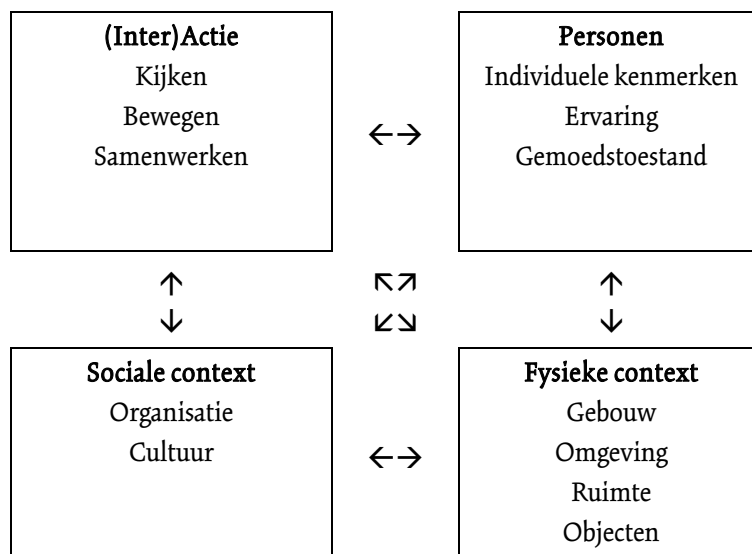 (Inter)Actie
Kijken
Bewegen
Samenwerken
←→
Personen
Individuele kenmerken
Ervaring
Gemoedstoestand
↑ ↖↗ ↑
↓ ↙↘ ↓
Sociale context
Organisatie
Cultuur
←→
Fysieke context
Gebouw
Omgeving
Ruimte
Objecten